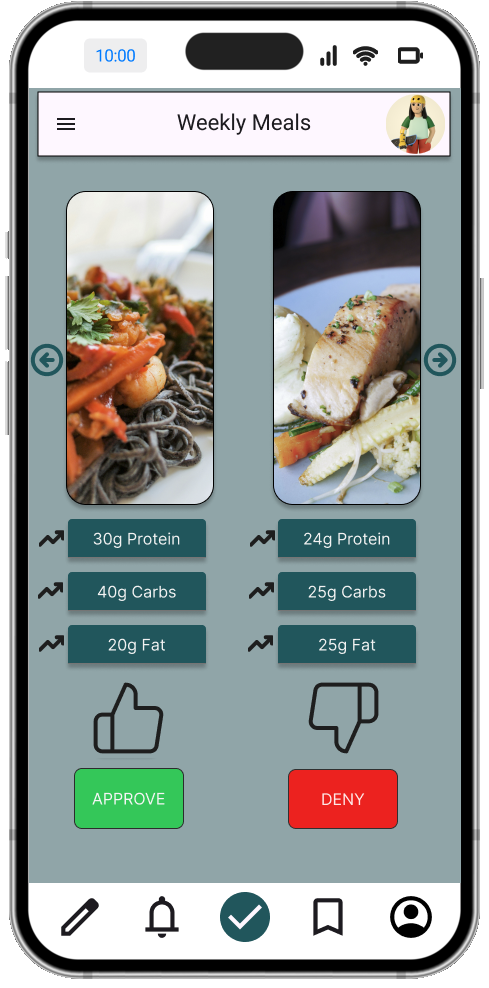 10:00
Weekly Meals
30g Protein
24g Protein
40g Carbs
25g Carbs
20g Fat
25g Fat
APPROVE
DENY